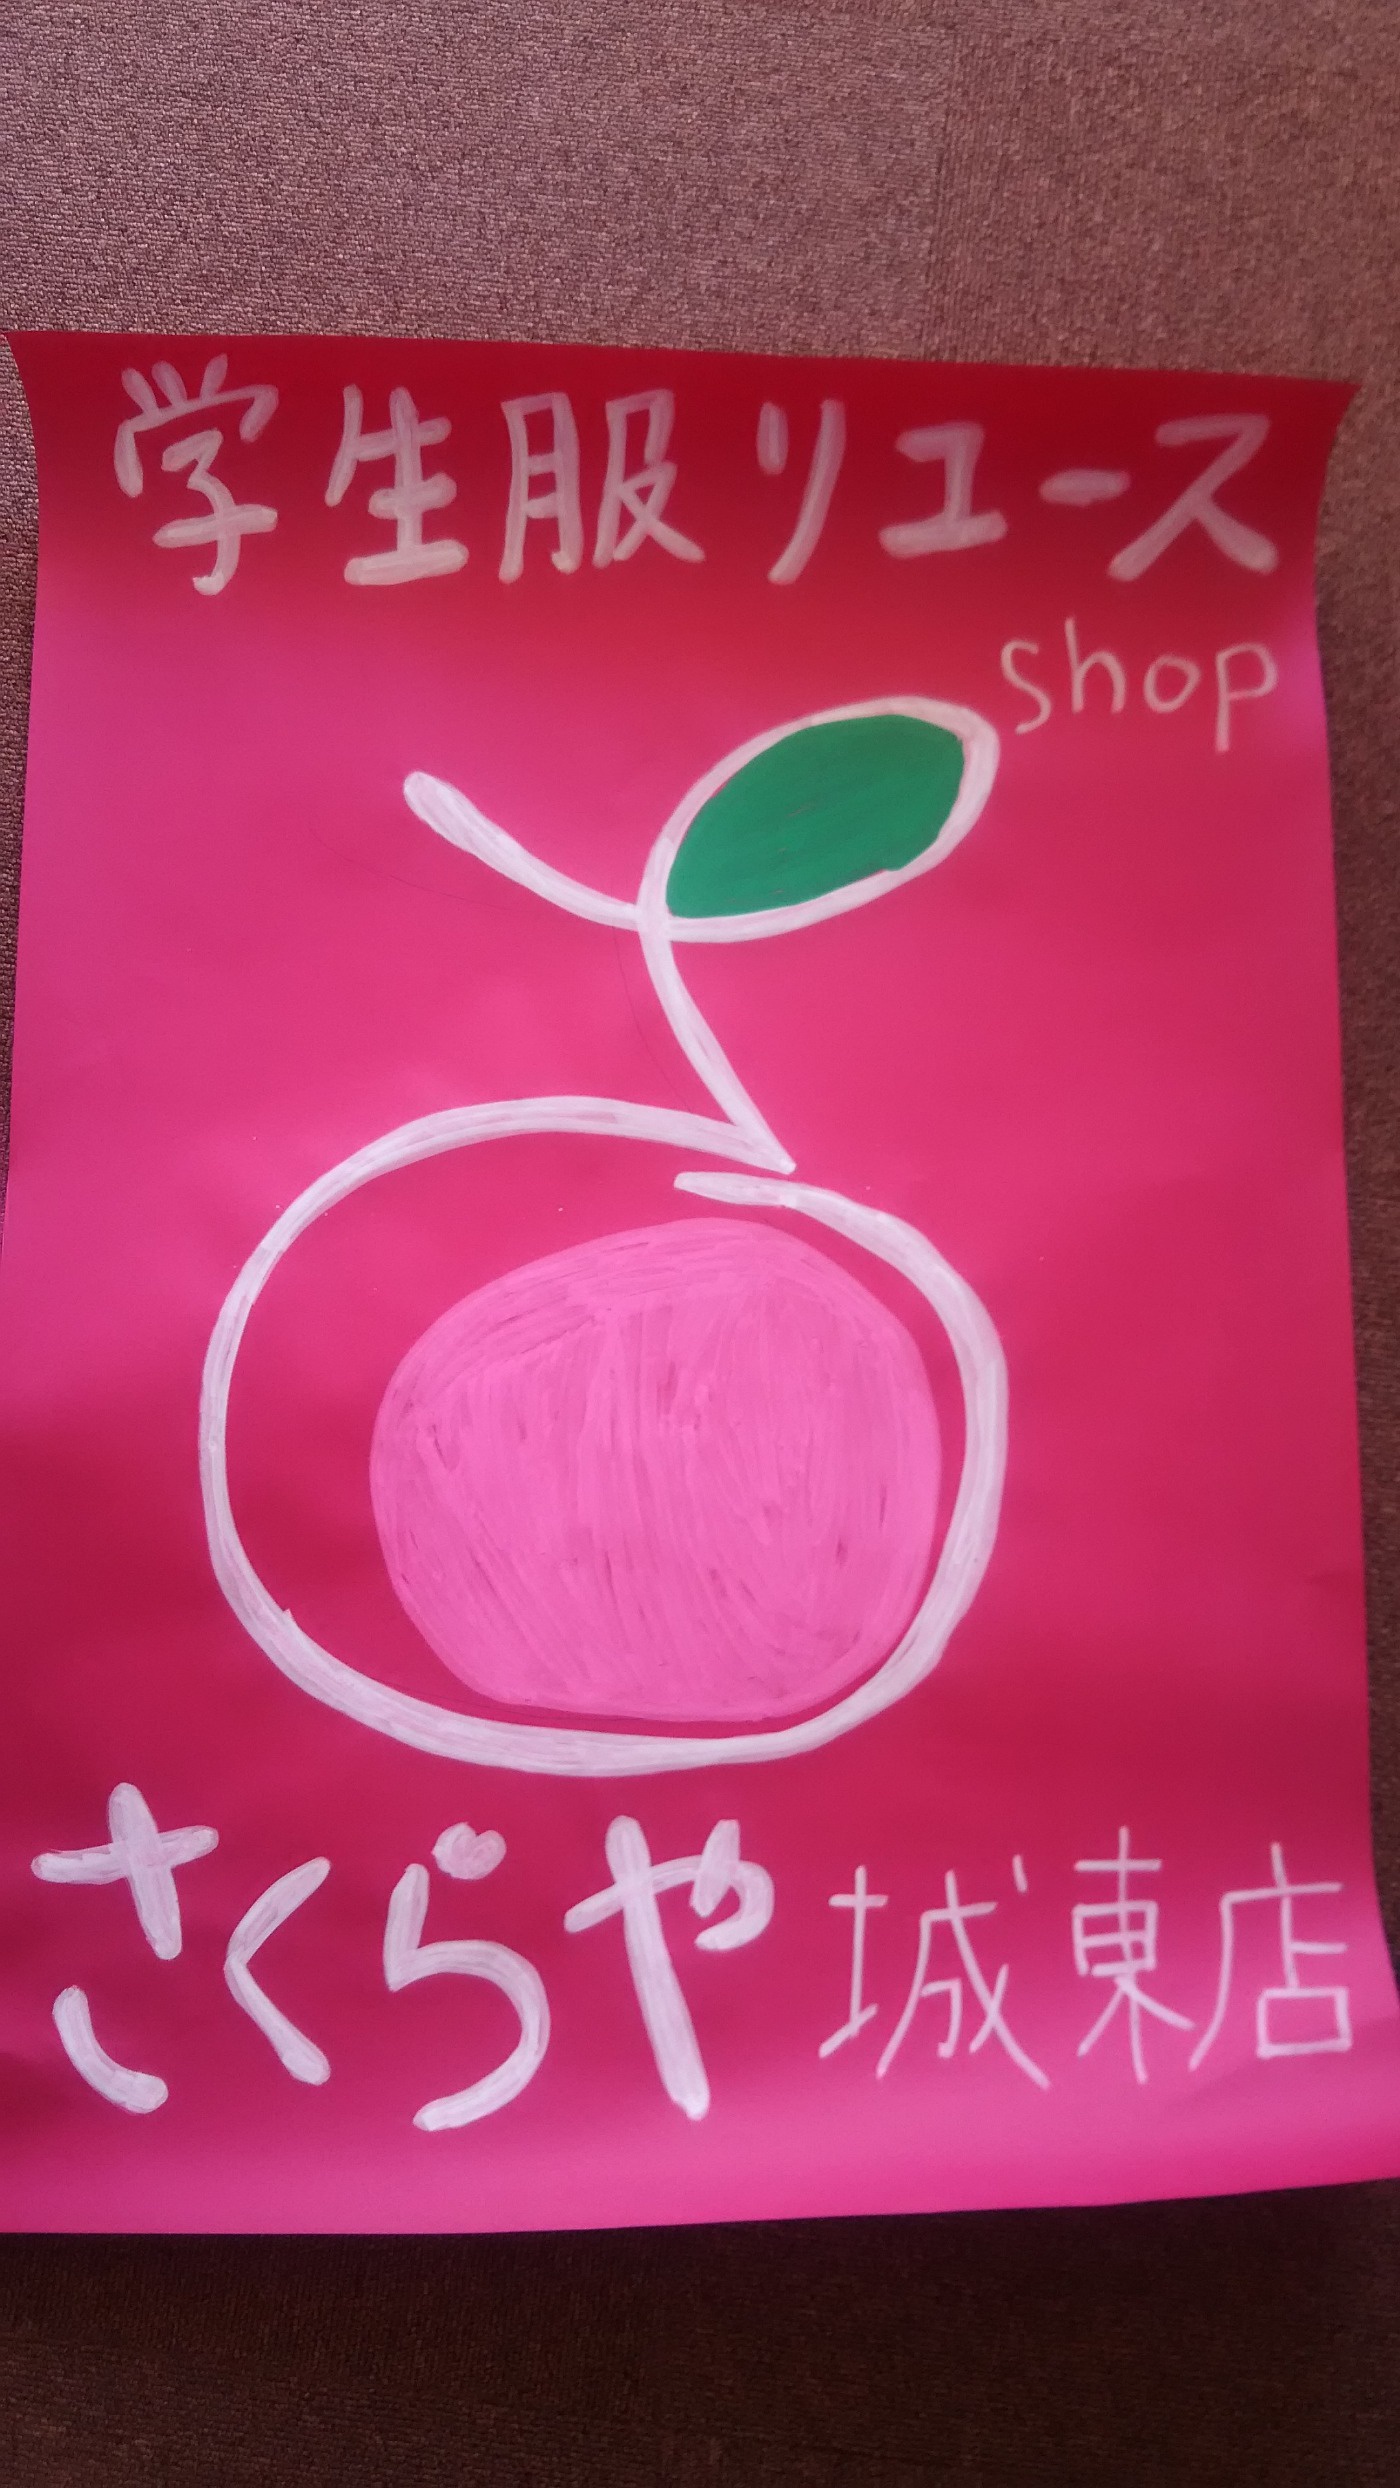 学生服リユース
shop
さくらや 城東店